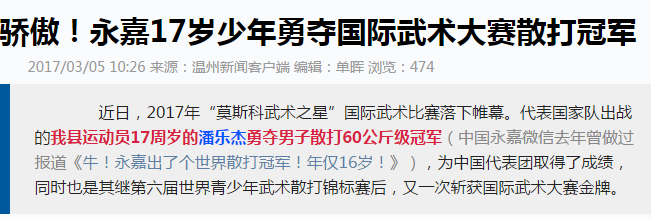 骄傲！永嘉17岁少年勇夺国际武术大赛散打冠军
2017/03/05 10:26 来源：温州新闻客户端 编辑：单晖 浏览：474
近日，2017年“莫斯科武术之星”国际武术比赛落下帷幕。代表国家队出战
的我县运动员17周岁的潘乐杰勇夺男子散打60公斤级冠军（中国永嘉微信去年曾做过
报道《牛！永嘉出了个世界散打冠军！年仅16岁！》），为中国代表团取得了成绩，
同时也是其继第六届世界青少年武术散打锦标赛后，又一次斩获国际武术大赛金牌。